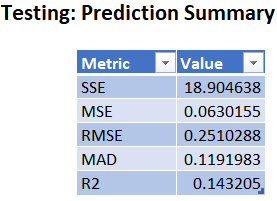 Testing: Prediction Summary
Metric Value
SSE 18.904638
MSE 0.0630155
RMSE 0.2510288
MAD 0.1191983
R2 0.143205